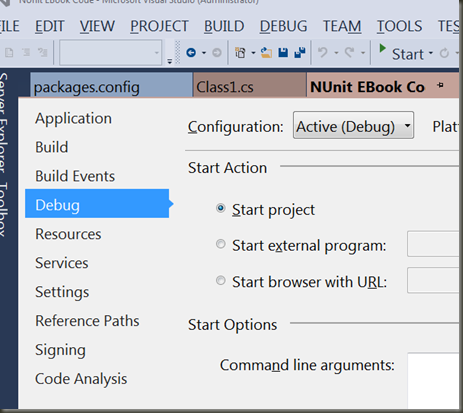 NUnit EBook Code - Microsoft Visual Studio (Administrator)
ILE EDIT VIEW PROJECT BUILD DEBUG TEAM TOOLS TES
Start
Server Explorer Toolbox
packages.config Class1.cs NUnit EBook Co
Application
Configuration: Active (Debug) Platf
Build
Start Action
Build Events
Debug
Start project
Resources
Start external program:
Services
Start browser with URL:
Settings
Reference Paths
Start Options
Signing
Command line arguments:
Code Analysis